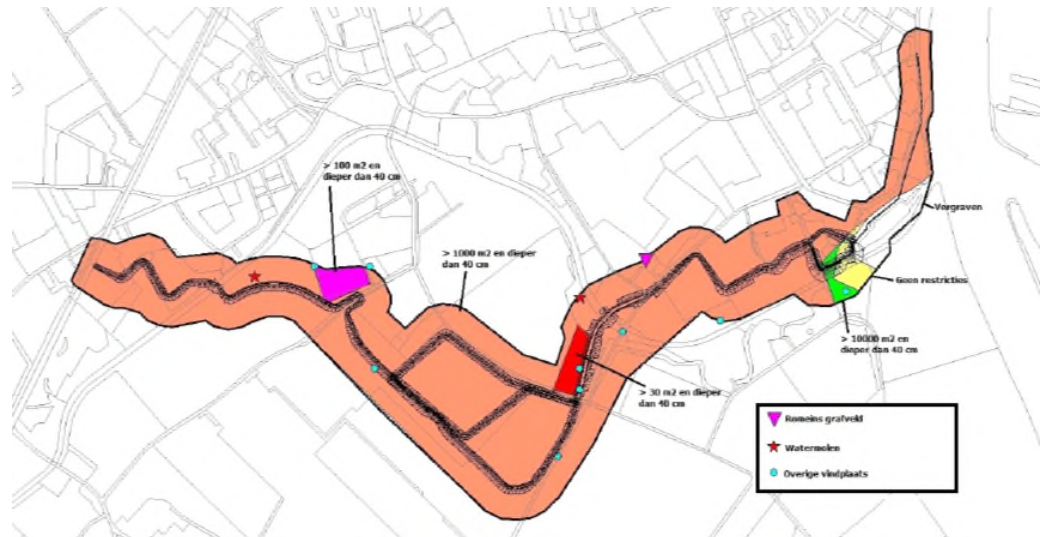 > 100 m2 en
dieper dan 40 cm
> 1000 m2 en dieper
dan 40 cm
Vergraven
Geen restricties
> 10000 m2 en
dieper dan 40 cm
> 30 m2 en dieper
dan 40 cm
Romeins grafveld
Watermolen
Overige vindplaats